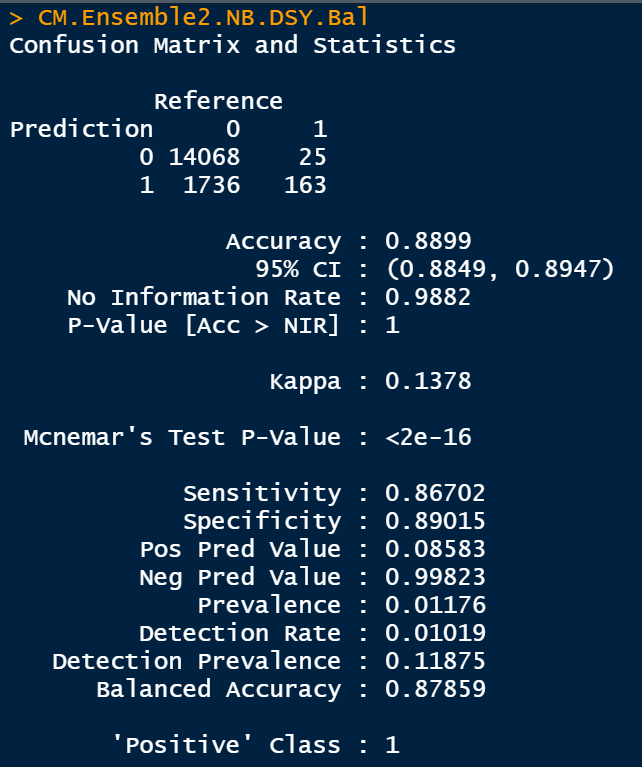 > CM.Ensemble2.NB.DSY.Bal
Confusion Matrix and Statistics
Reference
Prediction 0 1
0 14068 25
1 1736 163
Accuracy : 0.8899
95% CI : (0.8849, 0.8947)
No Information Rate : 0.9882
P-Value [Acc > NIR] : 1
Kappa : 0.1378
Mcnemar's Test P-Value : <2e-16
Sensitivity : 0.86702
Specificity : 0.89015
Pos Pred Value : 0.08583
Neg Pred Value : 0.99823
Prevalence : 0.01176
Detection Rate : 0.01019
Detection Prevalence : 0.11875
Balanced Accuracy : 0.87859
'Positive' Class : 1